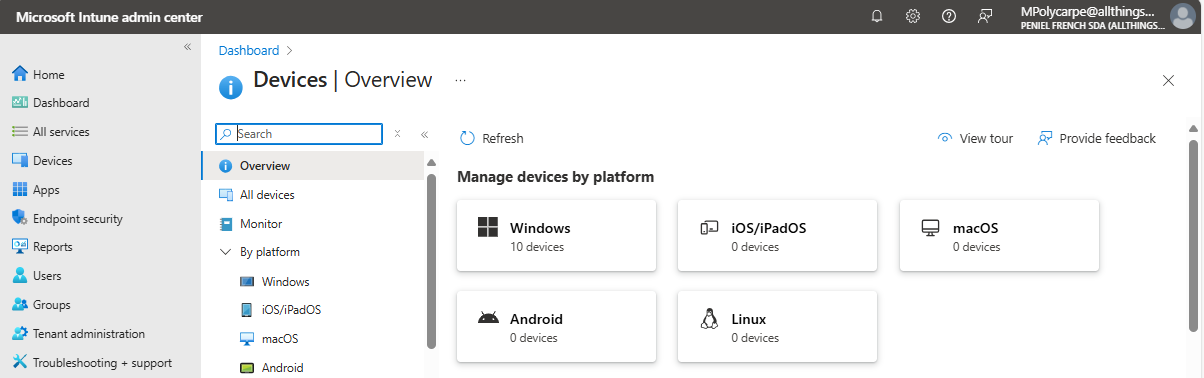 Microsoft Intune admin center
MPolycarpe@allthings...
PENIEL FRENCH SDA (ALLTHINGS...
Home
Dashboard
All services
Devices
Apps
Endpoint security
Reports
Users
Groups
Tenant administration
Troubleshooting + support
Dashboard
Devices | Overview
...
Search
Overview
All devices
Monitor
By platform
Windows
iOS/iPadOS
macOS
Android
Refresh
View tour
Provide feedback
Manage devices by platform
Windows
10 devices
iOS/iPadOS
0 devices
macOS
0 devices
Android
0 devices
Linux
0 devices